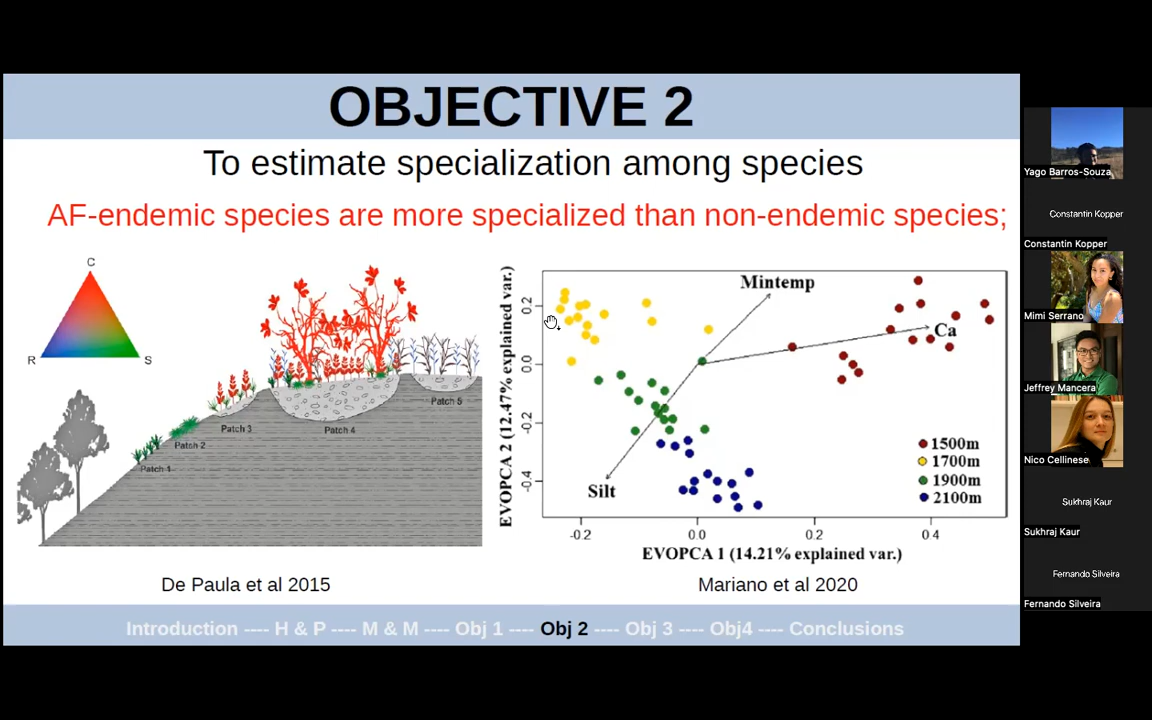 OBJECTIVE 2
To estimate specialization among species
AF-endemic species are more specialized than non-endemic species;
C
R
S
Patch 1
Patch 2
Patch 3
Patch 4
Patch 5
De Paula et al 2015
EVOPCA 2 (12.47% explained var.)
0.2
0.0
-0.2
-0.4
Mintemp
Ca
Silt
1500m
1700m
1900m
2100m
-0.2
0.0
0.2
0.4
EVOPCA 1 (14.21% explained var.)
Mariano et al 2020
Introduction ---- H & P ---- M & M ---- Obj 1 ---- Obj 2 ---- Obj 3 ---- Obj4 ---- Conclusions
Yago Barros-Souza
Constantin Kopper
Constantin Kopper
Mimi Serrano
Jeffrey Mancera
Nico Cellinese
Sukhraj Kaur
Sukhraj Kaur
Fernando Silveira
Fernando Silveira